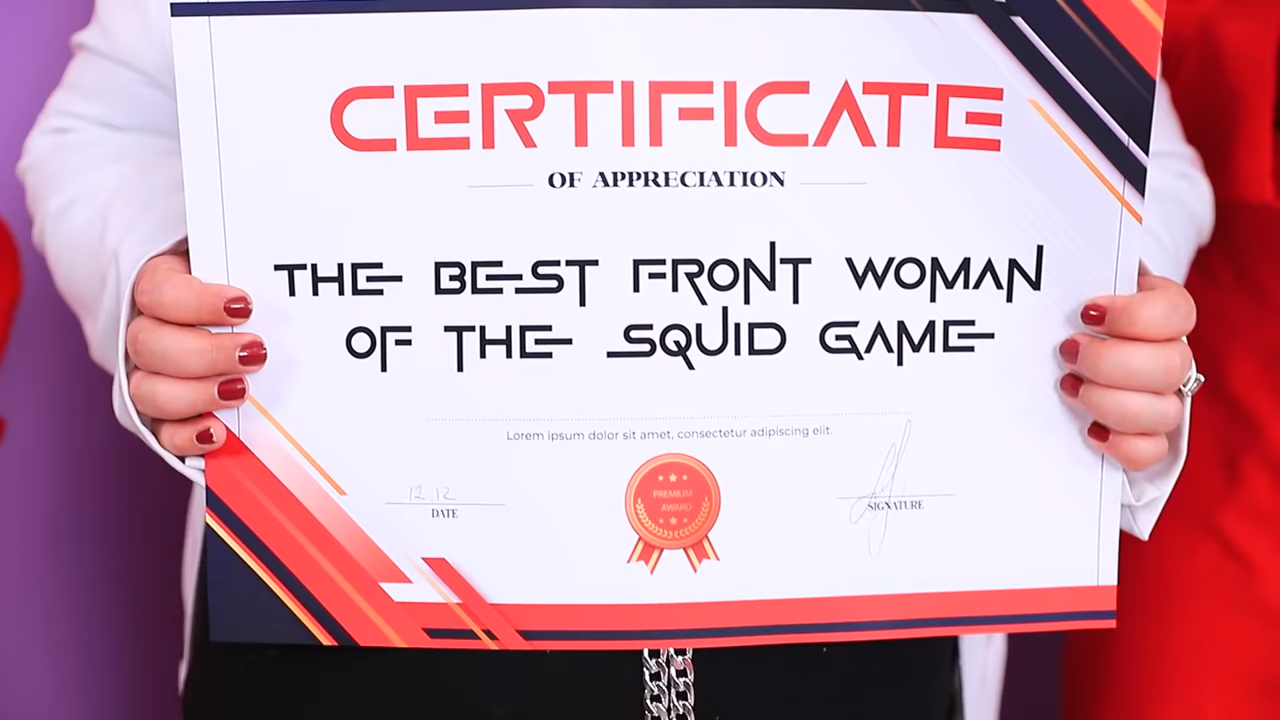 CERTIFICATE
OF APPRECIATION
THE BEST FRONT WOMAN
OF THE SQUID GAME
Lorem ipsum dolor sit amet, consectetur adipiscing elit.
12.12
DATE
PREMIUM
AWARD
SIGNATURE